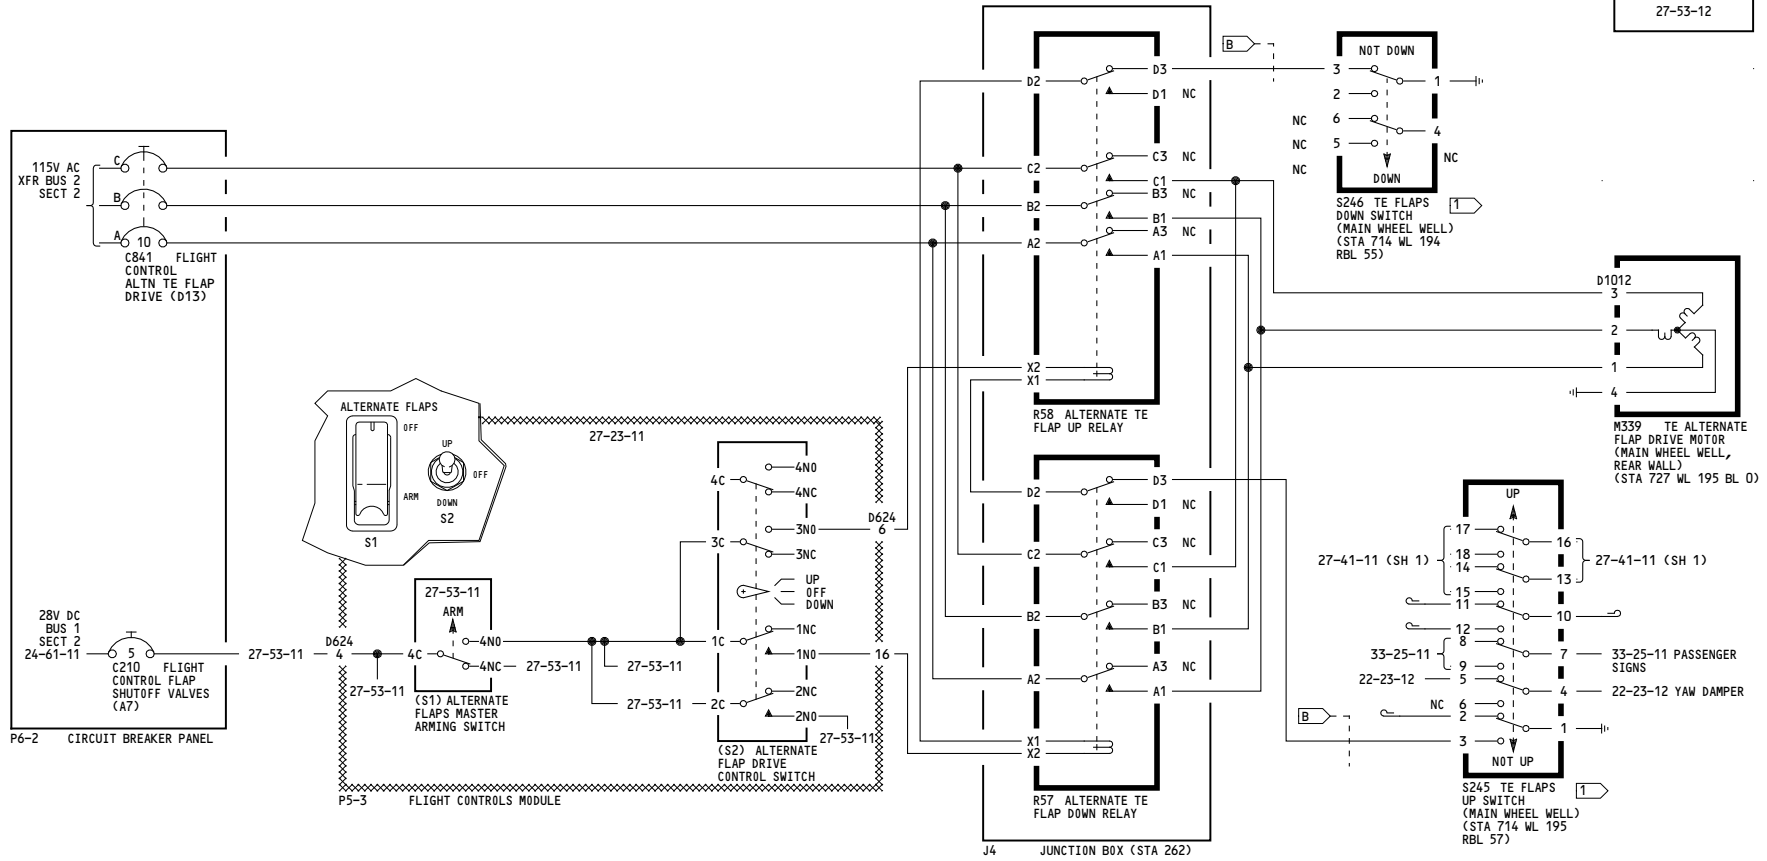 27-53-12
115V AC
XFR BUS 2
SECT 2
C
B
A
10
C841 FLIGHT
CONTROL
ALTN TE FLAP
DRIVE (D13)
28V DC
BUS 1
SECT 2
24-61-11
5
C210 FLIGHT
CONTROL FLAP
SHUTOFF VALVES
(A7)
P6-2 CIRCUIT BREAKER PANEL
27-53-11
ALTERNATE FLAPS
OFF
ARM
S1
UP
OFF
DOWN
S2
27-23-11
D624
4
27-53-11
4C
27-53-11
ARM
4NO
4NC
27-53-11
(S1) ALTERNATE
FLAPS MASTER
ARMING SWITCH
27-53-11
27-53-11
4C
4NO
4NC
3C
3NO
3NC
UP
OFF
DOWN
1C
1NC
1NO
2C
2NC
2NO
27-53-11
(S2) ALTERNATE
FLAP DRIVE
CONTROL SWITCH
D624
6
16
P5-3 FLIGHT CONTROLS MODULE
D2
D3
D1 NC
C2
C3 NC
C1
B2
B3 NC
B1
A2
A3 NC
A1
X2
X1
R58 ALTERNATE TE
FLAP UP RELAY
D2
D3
D1 NC
C2
C3 NC
C1
B2
B3 NC
B1
A2
A3 NC
A1
X1
X2
R57 ALTERNATE TE
FLAP DOWN RELAY
J4 JUNCTION BOX (STA 262)
B
NOT DOWN
3
1
2
NC 6
4
NC 5
NC
NC
DOWN
S246 TE FLAPS
DOWN SWITCH
(MAIN WHEEL WELL)
(STA 714 WL 194
RBL 55)
1
D1012
3
2
1
4
M339 TE ALTERNATE
FLAP DRIVE MOTOR
(MAIN WHEEL WELL,
REAR WALL)
(STA 727 WL 195 BL 0)
B
UP
17
16
27-41-11 (SH 1)
18
14
27-41-11 (SH 1)
13
15
11
10
12
8
33-25-11
7
33-25-11 PASSENGER
SIGNS
9
22-23-12
5
4
22-23-12 YAW DAMPER
NC 6
2
1
3
NOT UP
S245 TE FLAPS
UP SWITCH
(MAIN WHEEL WELL)
(STA 714 WL 195
RBL 57)
1